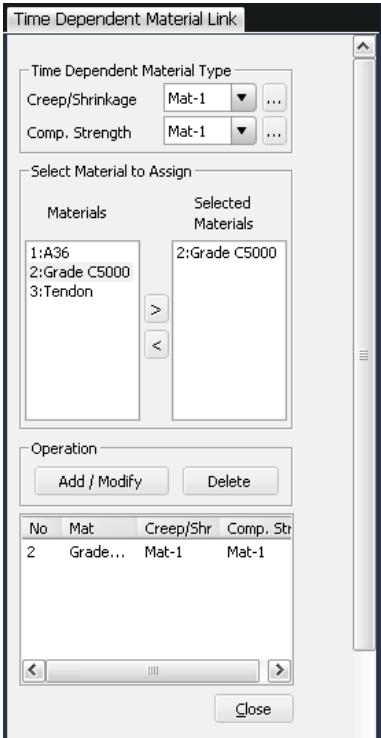 Time Dependent Material Link
Time Dependent Material Type
Creep/Shrinkage Mat-1 ...
Comp. Strength Mat-1 ...
Select Material to Assign
Materials
Selected
Materials
1:A36
2:Grade C5000
3:Tendon
2:Grade C5000
>
<
Operation
Add / Modify Delete
No Mat Creep/Shr Comp. Str
2 Grade... Mat-1 Mat-1
Close